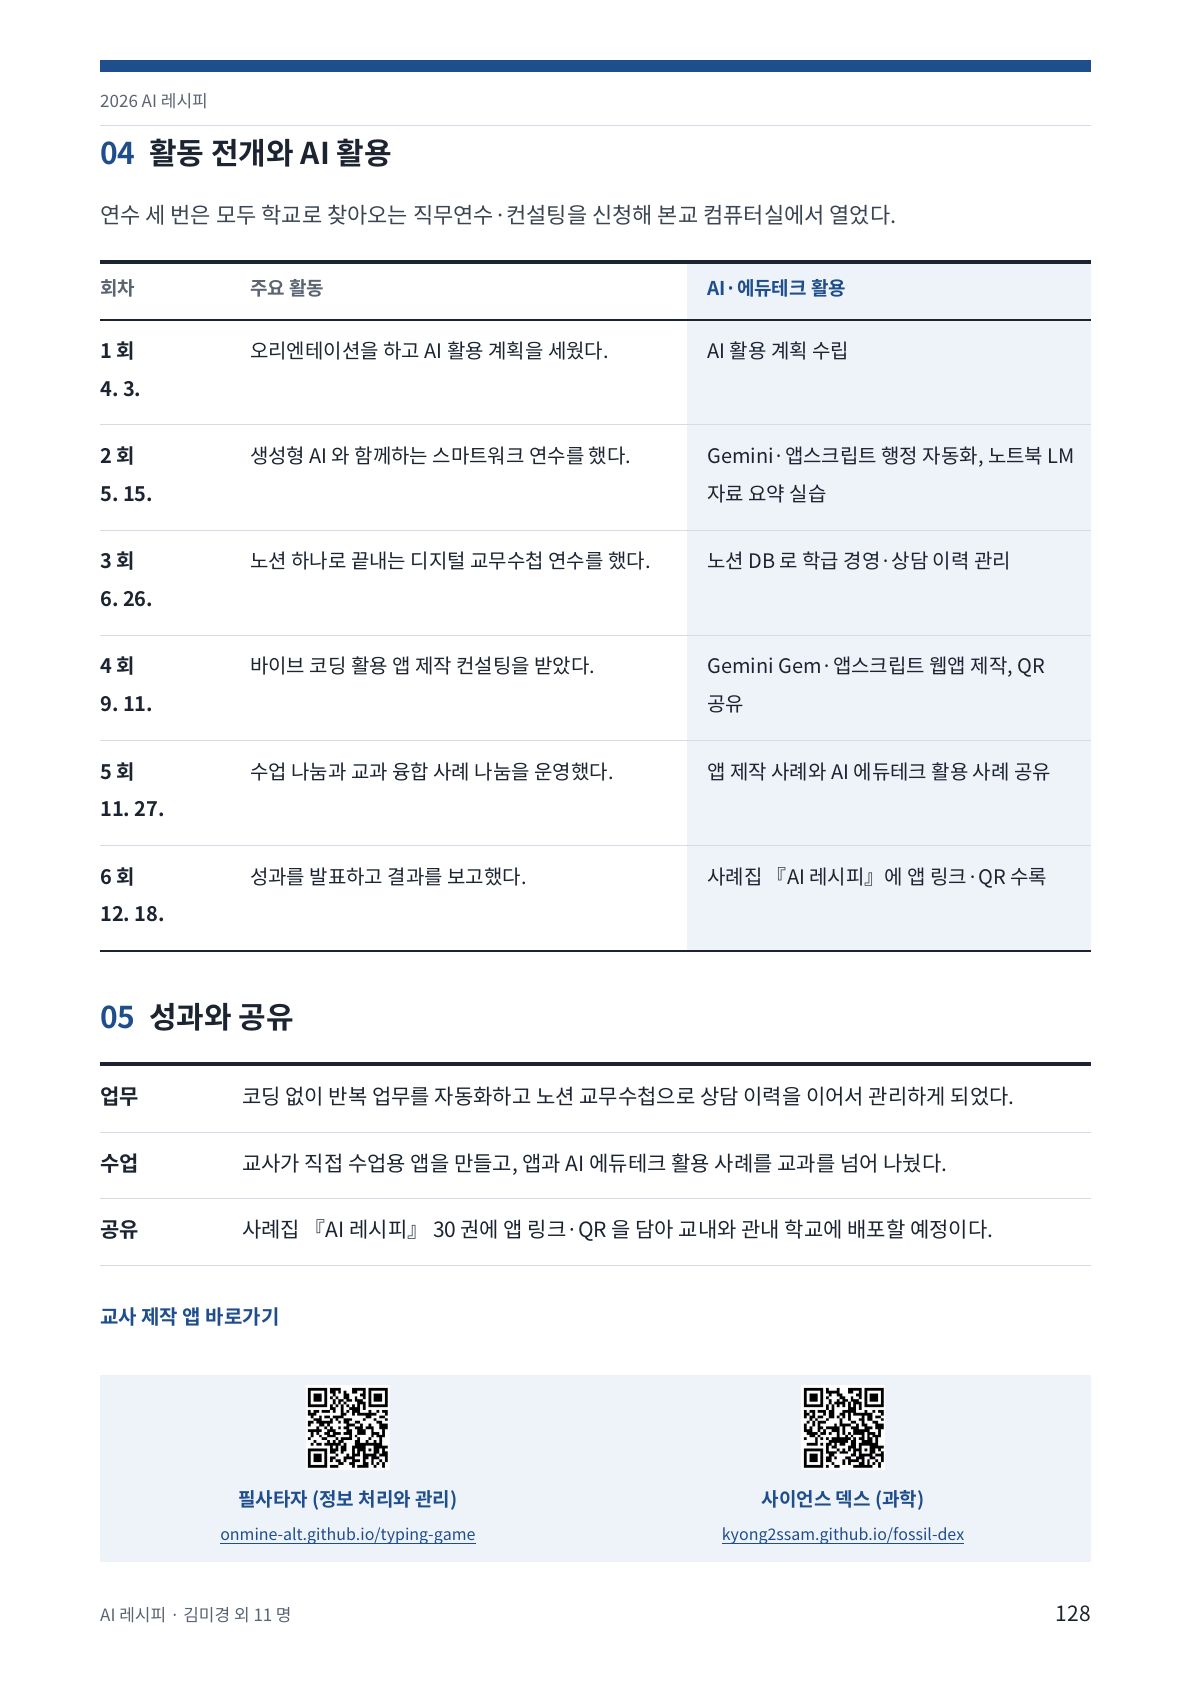 2026 AI 레시피
04 활동 전개와 AI 활용
연수 세 번은 모두 학교로 찾아오는 직무연수·컨설팅을 신청해 본교 컴퓨터실에서 열었다.
회차 주요 활동 AI·에듀테크 활용
1 회 오리엔테이션을 하고 AI 활용 계획을 세웠다. AI 활용 계획 수립
4. 3.
2 회 생성형 AI 와 함께하는 스마트워크 연수를 했다. Gemini·앱스크립트 행정 자동화, 노트북 LM
5. 15. 자료 요약 실습
3 회 노션 하나로 끝내는 디지털 교무수첩 연수를 했다. 노션 DB 로 학급 경영·상담 이력 관리
6. 26.
4 회 바이브 코딩 활용 앱 제작 컨설팅을 받았다. Gemini Gem·앱스크립트 웹앱 제작, QR
9. 11. 공유
5 회 수업 나눔과 교과 융합 사례 나눔을 운영했다. 앱 제작 사례와 AI 에듀테크 활용 사례 공유
11. 27.
6 회 성과를 발표하고 결과를 보고했다. 사례집 『AI 레시피』에 앱 링크·QR 수록
12. 18.
05 성과와 공유
업무 코딩 없이 반복 업무를 자동화하고 노션 교무수첩으로 상담 이력을 이어서 관리하게 되었다.
수업 교사가 직접 수업용 앱을 만들고, 앱과 AI 에듀테크 활용 사례를 교과를 넘어 나눴다.
공유 사례집 『AI 레시피』 30 권에 앱 링크·QR 을 담아 교내와 관내 학교에 배포할 예정이다.
교사 제작 앱 바로가기
필사타자 (정보 처리와 관리) 사이언스 덱스 (과학)
onmine-alt.github.io/typing-game kyong2ssam.github.io/fossil-dex
AI 레시피 · 김미경 외 11 명 128